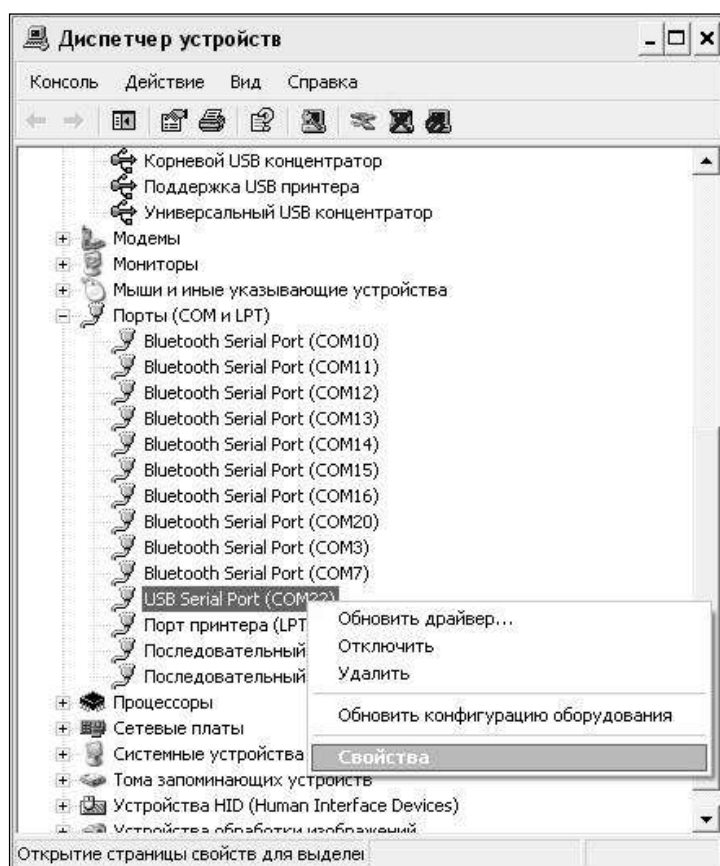 Диспетчер устройств
Консоль Действие Вид Справка
Корневой USB концентратор
Поддержка USB принтера
Универсальный USB концентратор
Модемы
Мониторы
Мыши и иные указывающие устройства
Порты (COM и LPT)
Bluetooth Serial Port (COM10)
Bluetooth Serial Port (COM11)
Bluetooth Serial Port (COM12)
Bluetooth Serial Port (COM13)
Bluetooth Serial Port (COM14)
Bluetooth Serial Port (COM15)
Bluetooth Serial Port (COM16)
Bluetooth Serial Port (COM20)
Bluetooth Serial Port (COM3)
Bluetooth Serial Port (COM7)
USB Serial Port
Порт принтера (LPT
Последовательный
Последовательный
Обновить драйвер...
Отключить
Удалить
Обновить конфигурацию оборудования
Свойства
Процессоры
Сетевые платы
Системные устройства
Тома запоминающих устройств
Устройства HID (Human Interface Devices)
Устройства обработки изображений
Открытие страницы свойств для выделен